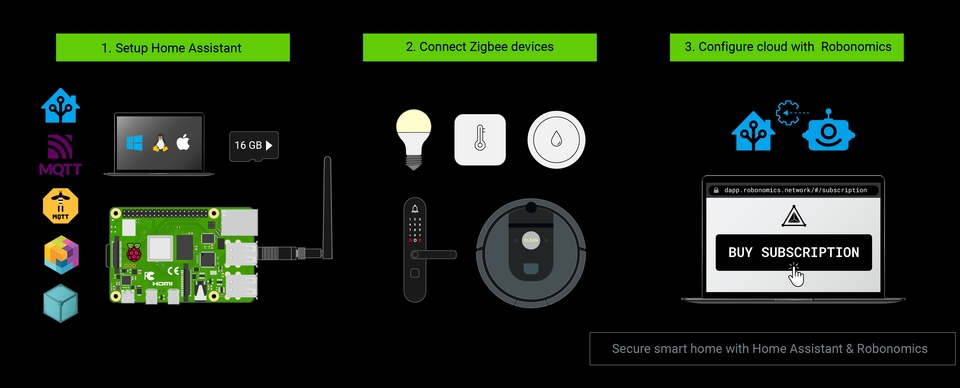 1. Setup Home Assistant
2. Connect Zigbee devices
3. Configure cloud with Robonomics
MQTT
16 GB
MQTT
HDMI
CLEAN
dapp.robonomics.network/#/subscription
BUY SUBSCRIPTION
Secure smart home with Home Assistant & Robonomics